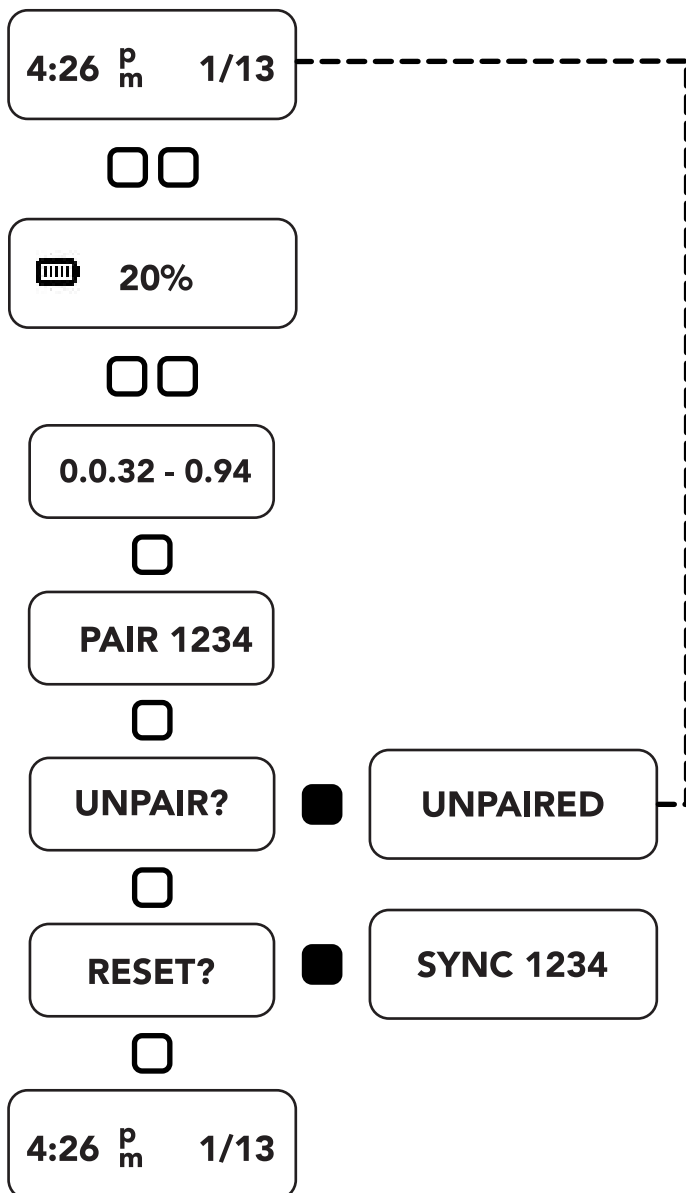 4:26 pm 1/13
20%
0.0.32 - 0.94
PAIR 1234
UNPAIR?
UNPAIRED
RESET?
SYNC 1234
4:26 pm 1/13